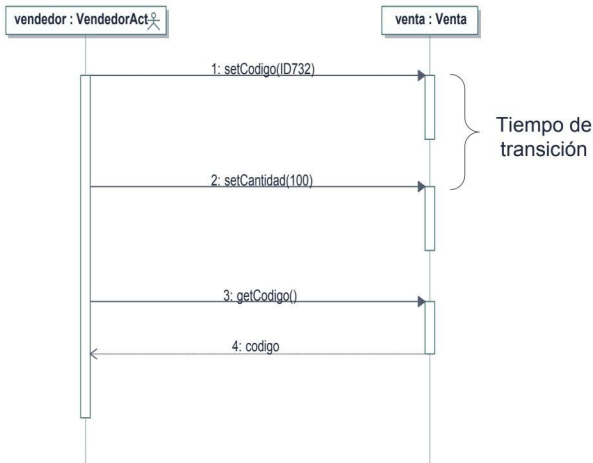 vendedor : VendedorAct
venta : Venta
1: setCodigo(ID732)
Tiempo de
transición
2: setCantidad(100)
3: getCodigo()
4: codigo